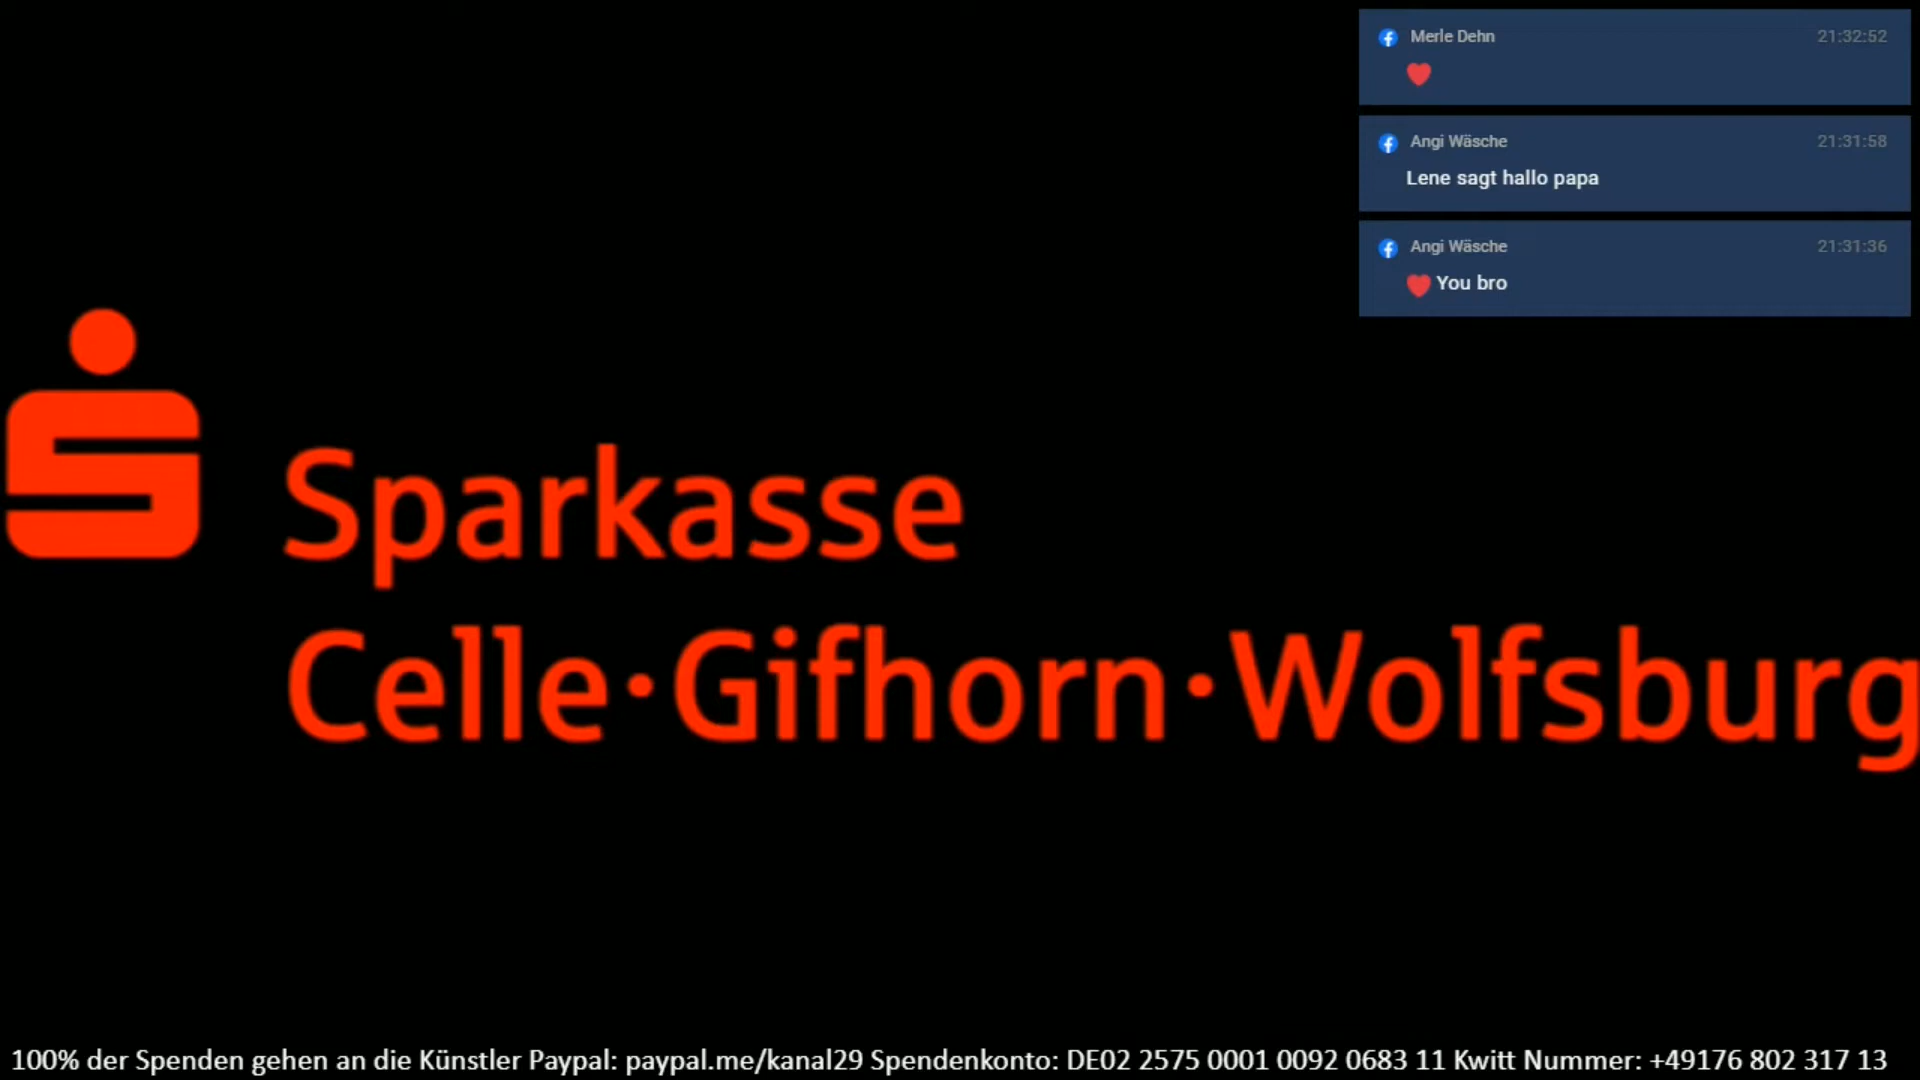 Merle Dehn 21:32:52
❤
Angi Wäsche 21:31:58
Lene sagt hallo papa
Angi Wäsche 21:31:36
❤ You bro
Sparkasse
Celle·Gifhorn·Wolfsburg
100% der Spenden gehen an die Künstler Paypal: paypal.me/kanal29 Spendenkonto: DE02 2575 0001 0092 0683 11 Kwitt Nummer: +49176 802 317 13